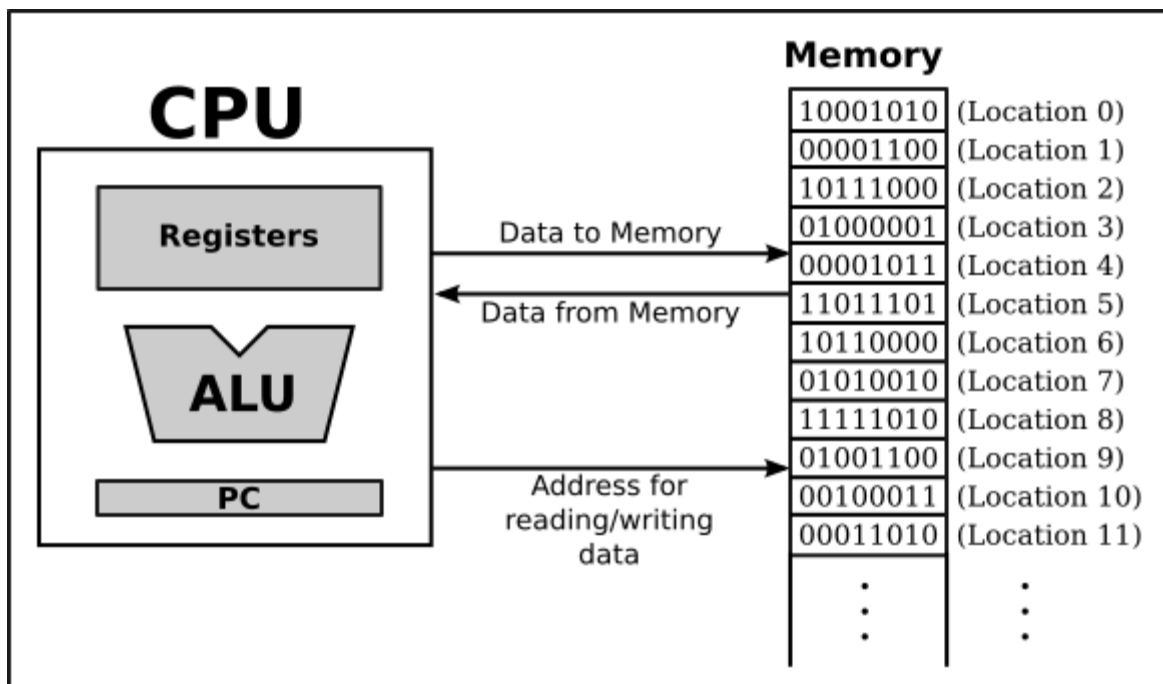 Memory
CPU
10001010 (Location 0)
00001100 (Location 1)
10111000 (Location 2)
01000001 (Location 3)
00001011 (Location 4)
11011101 (Location 5)
10110000 (Location 6)
01010010 (Location 7)
11111010 (Location 8)
01001100 (Location 9)
00100011 (Location 10)
00011010 (Location 11)
Registers
ALU
PC
Data to Memory
Data from Memory
Address for
reading/writing
data